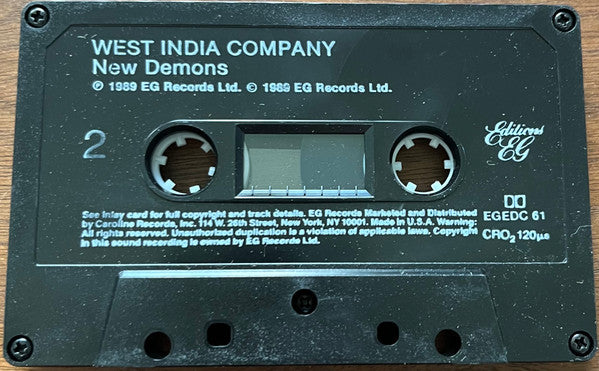 WEST INDIA COMPANY
New Demons
℗ 1989 EG Records Ltd. © 1989 EG Records Ltd.
2
Editions
EG
See inlay card for full copyright and track details. EG Records Marketed and Distributed
by Caroline Records, Inc. 114 W. 26th Street, New York, NY 10001. Made in U.S.A. Warning:
All rights reserved. Unauthorized duplication is a violation of applicable laws. Copyright
in this sound recording is owned by EG Records Ltd.
EGEDC 61
CRO₂ 120µs